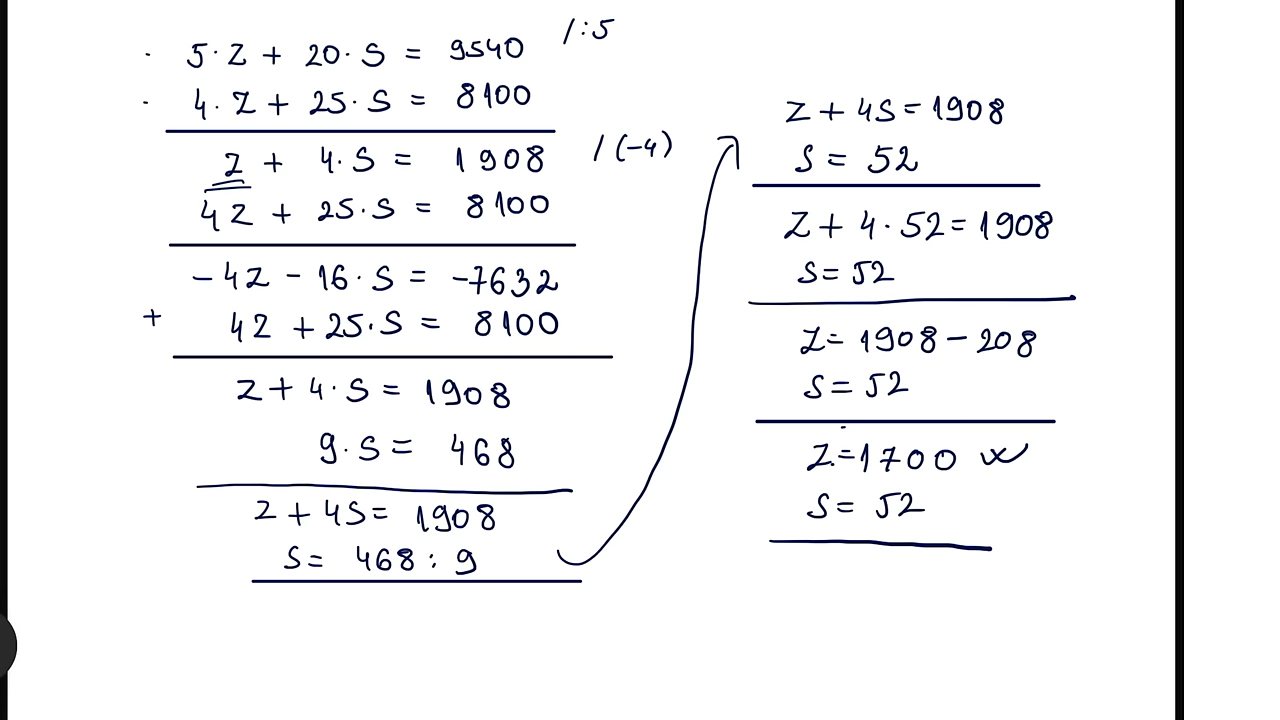 5·Z + 20·S = 9540 /:5
4·Z + 25·S = 8100
Z + 4·S = 1908 /(-4)
4Z + 25·S = 8100
-4Z - 16·S = -7632
+ 4Z + 25·S = 8100
Z + 4·S = 1908
9·S = 468
Z + 4S = 1908
S = 468 : 9
Z + 4S = 1908
S = 52
Z + 4·52 = 1908
S = 52
Z = 1908 - 208
S = 52
Z = 1700 W
S = 52